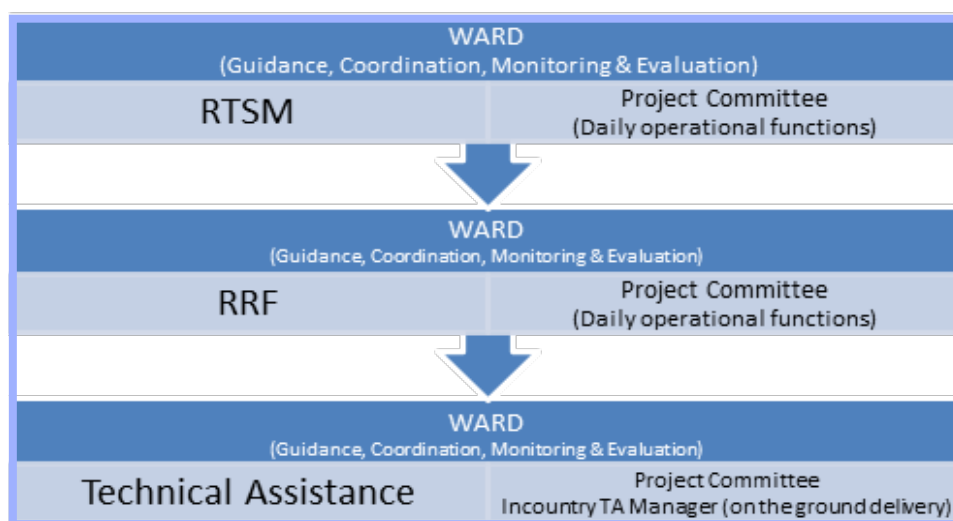 WARD
(Guidance, Coordination, Monitoring & Evaluation)
RTSM
Project Committee
(Daily operational functions)
WARD
(Guidance, Coordination, Monitoring & Evaluation)
RRF
Project Committee
(Daily operational functions)
WARD
(Guidance, Coordination, Monitoring & Evaluation)
Technical Assistance
Project Committee
Incountry TA Manager (on the ground delivery)